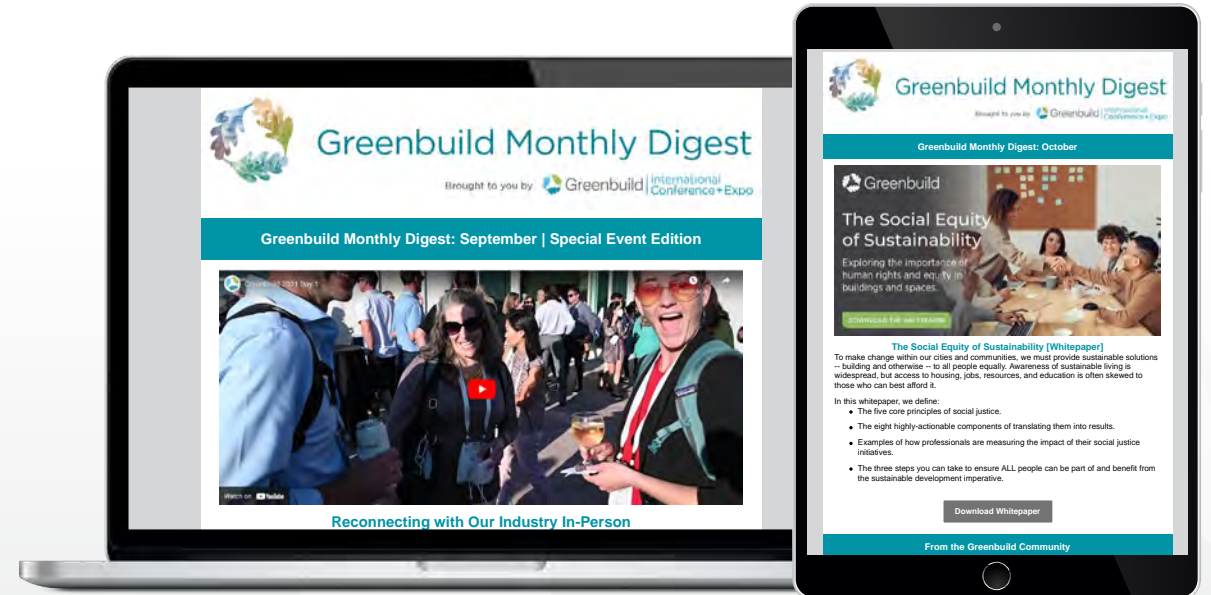 Greenbuild Monthly Digest
Brought to you by Greenbuild International
Conference+Expo
Greenbuild Monthly Digest: September | Special Event Edition
Greenbuild 2021 Day 1
Watch on YouTube
Reconnecting with Our Industry In-Person
Greenbuild Monthly Digest
Brought to you by Greenbuild International
Conference+Expo
Greenbuild Monthly Digest: October
Greenbuild
The Social Equity
of Sustainability
Exploring the importance of
human rights and equity in
buildings and spaces.
DOWNLOAD THE WHITEPAPER
The Social Equity of Sustainability [Whitepaper]
To make change within our cities and communities, we must provide sustainable solutions
-- building and otherwise -- to all people equally. Awareness of sustainable living is
widespread, but access to housing, jobs, resources, and education is often skewed to
those who can best afford it.
In this whitepaper, we define:
• The five core principles of social justice.
• The eight highly-actionable components of translating them into results.
• Examples of how professionals are measuring the impact of their social justice
initiatives.
• The three steps you can take to ensure ALL people can be part of and benefit from
the sustainable development imperative.
Download Whitepaper
From the Greenbuild Community